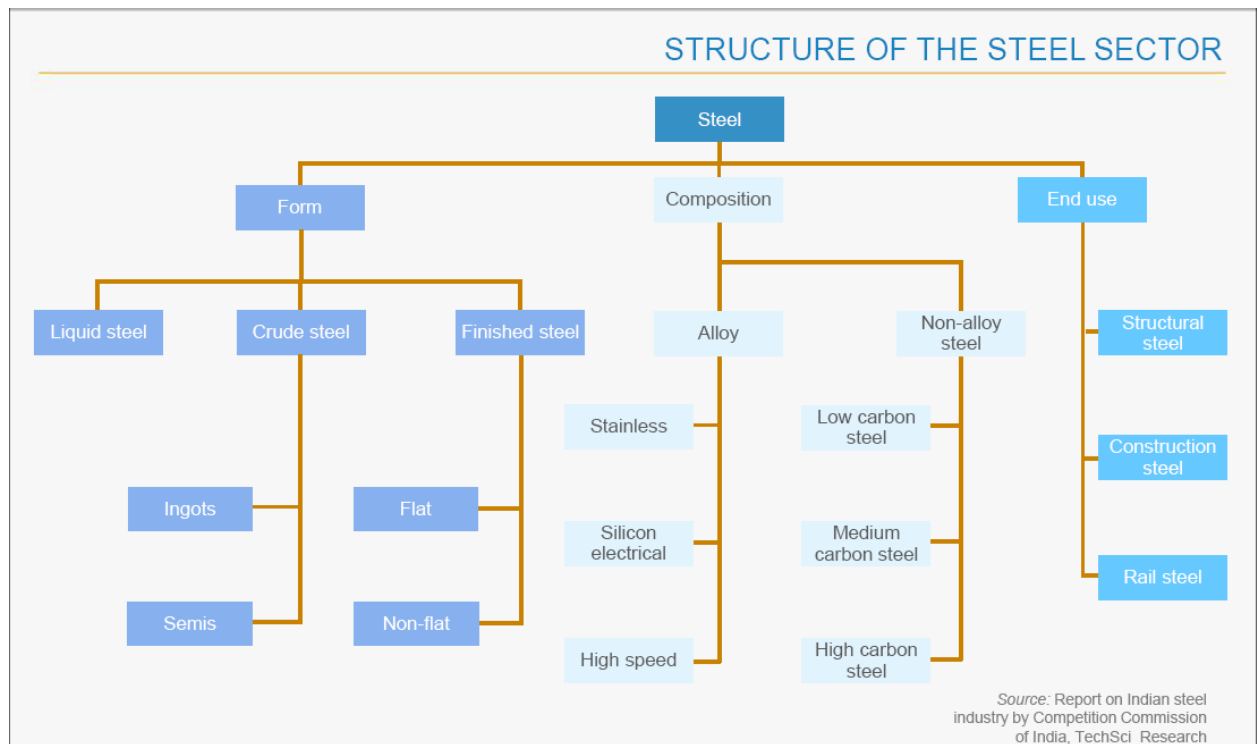 STRUCTURE OF THE STEEL SECTOR
Steel
Form
Composition
End use
Liquid steel
Crude steel
Finished steel
Alloy
Non-alloy
steel
Structural
steel
Stainless
Low carbon
steel
Construction
steel
Ingots
Flat
Silicon
electrical
Medium
carbon steel
Rail steel
Semis
Non-flat
High speed
High carbon
steel
Source: Report on Indian steel
industry by Competition Commission
of India, TechSci Research